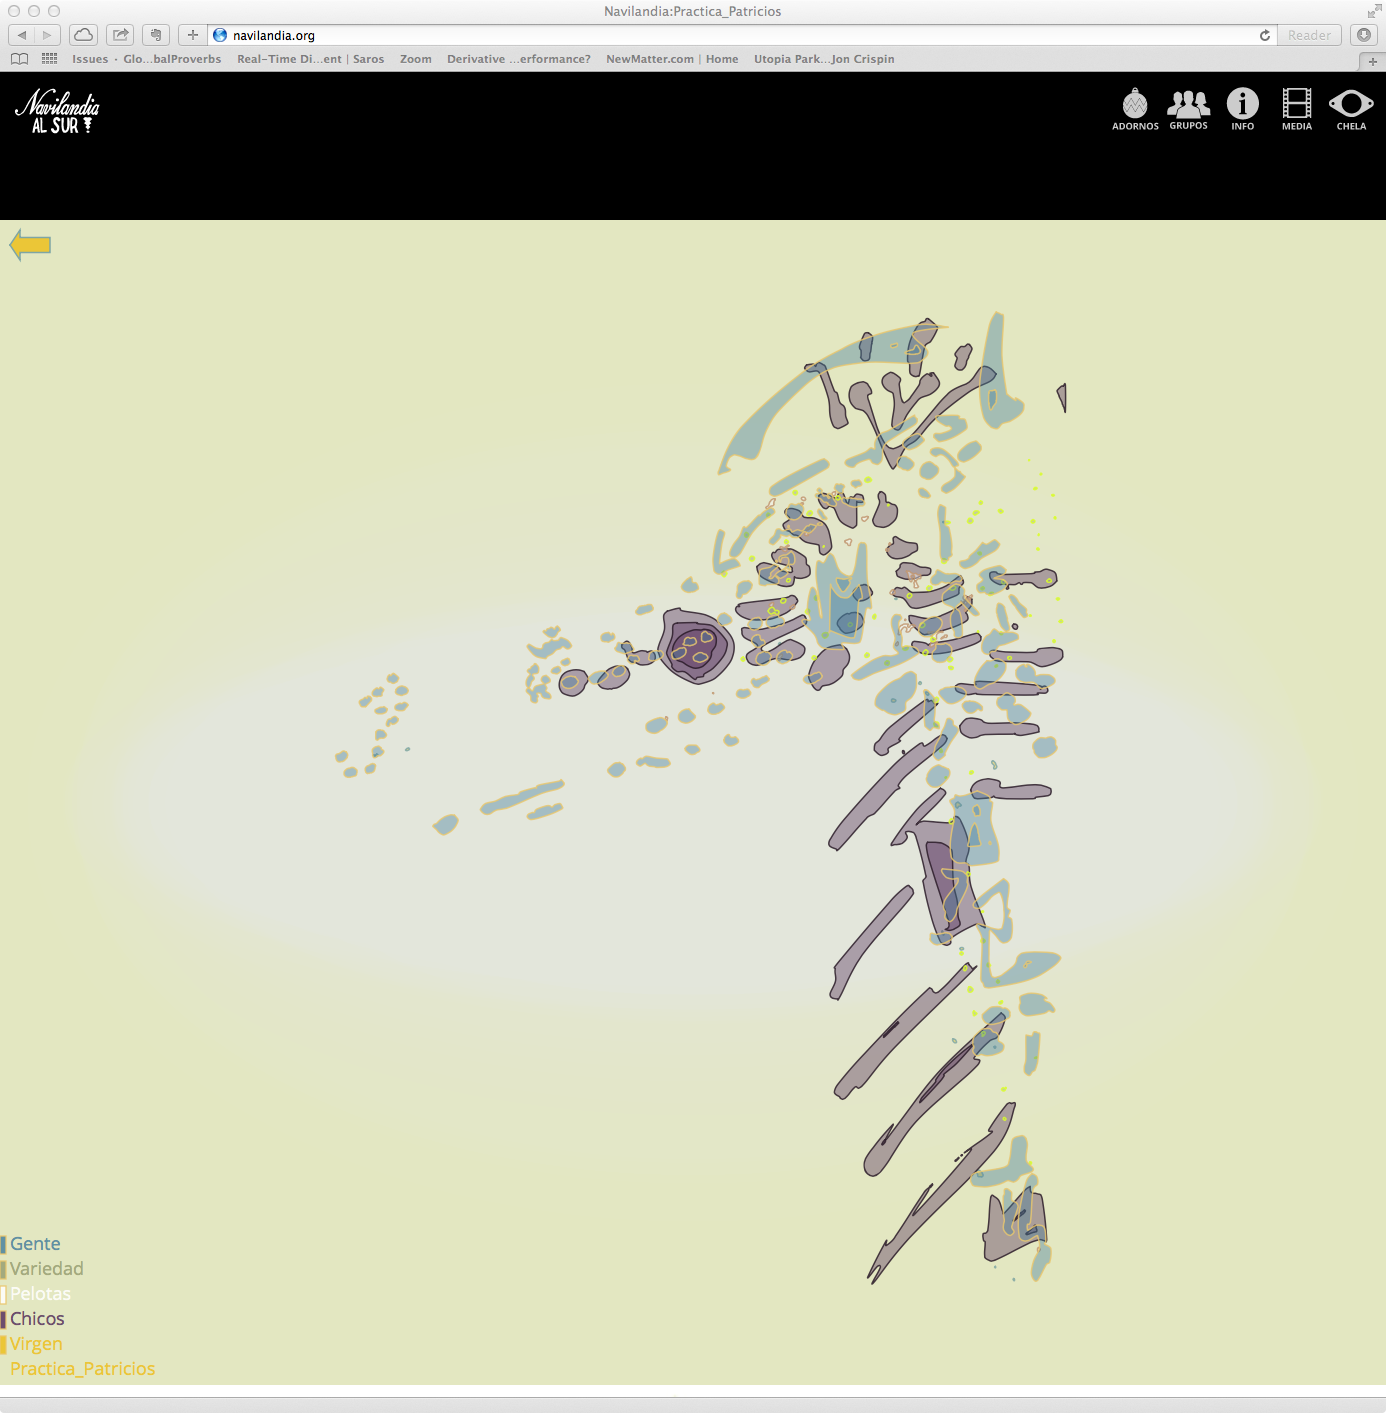 Navilandia:Practica_Patricios
navilandia.org
Reader
Issues · Glo...balProverbs
Real-Time Di...ent | Saros
Zoom
Derivative ...erformance?
NewMatter.com | Home
Utopia Park...Jon Crispin
Navilandia
AL SUR
ADORNOS
GRUPOS
INFO
MEDIA
CHELA
Gente
Variedad
Pelotas
Chicos
Virgen
Practica_Patricios